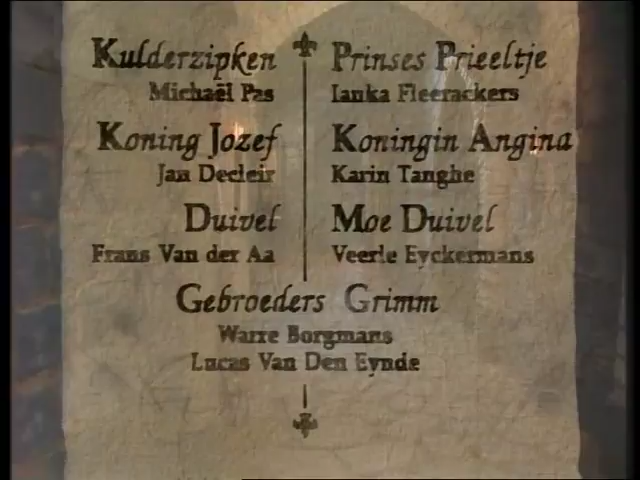 Kulderzipken
Michaël Pas
Prinses Prieeltje
Ianka Fleerackers
Koning Jozef
Jan Decleir
Koningin Angina
Karin Tanghe
Duivel
Frans Van der Aa
Moe Duivel
Veerle Eyckermans
Gebroeders Grimm
Warre Borgmans
Lucas Van Den Eynde